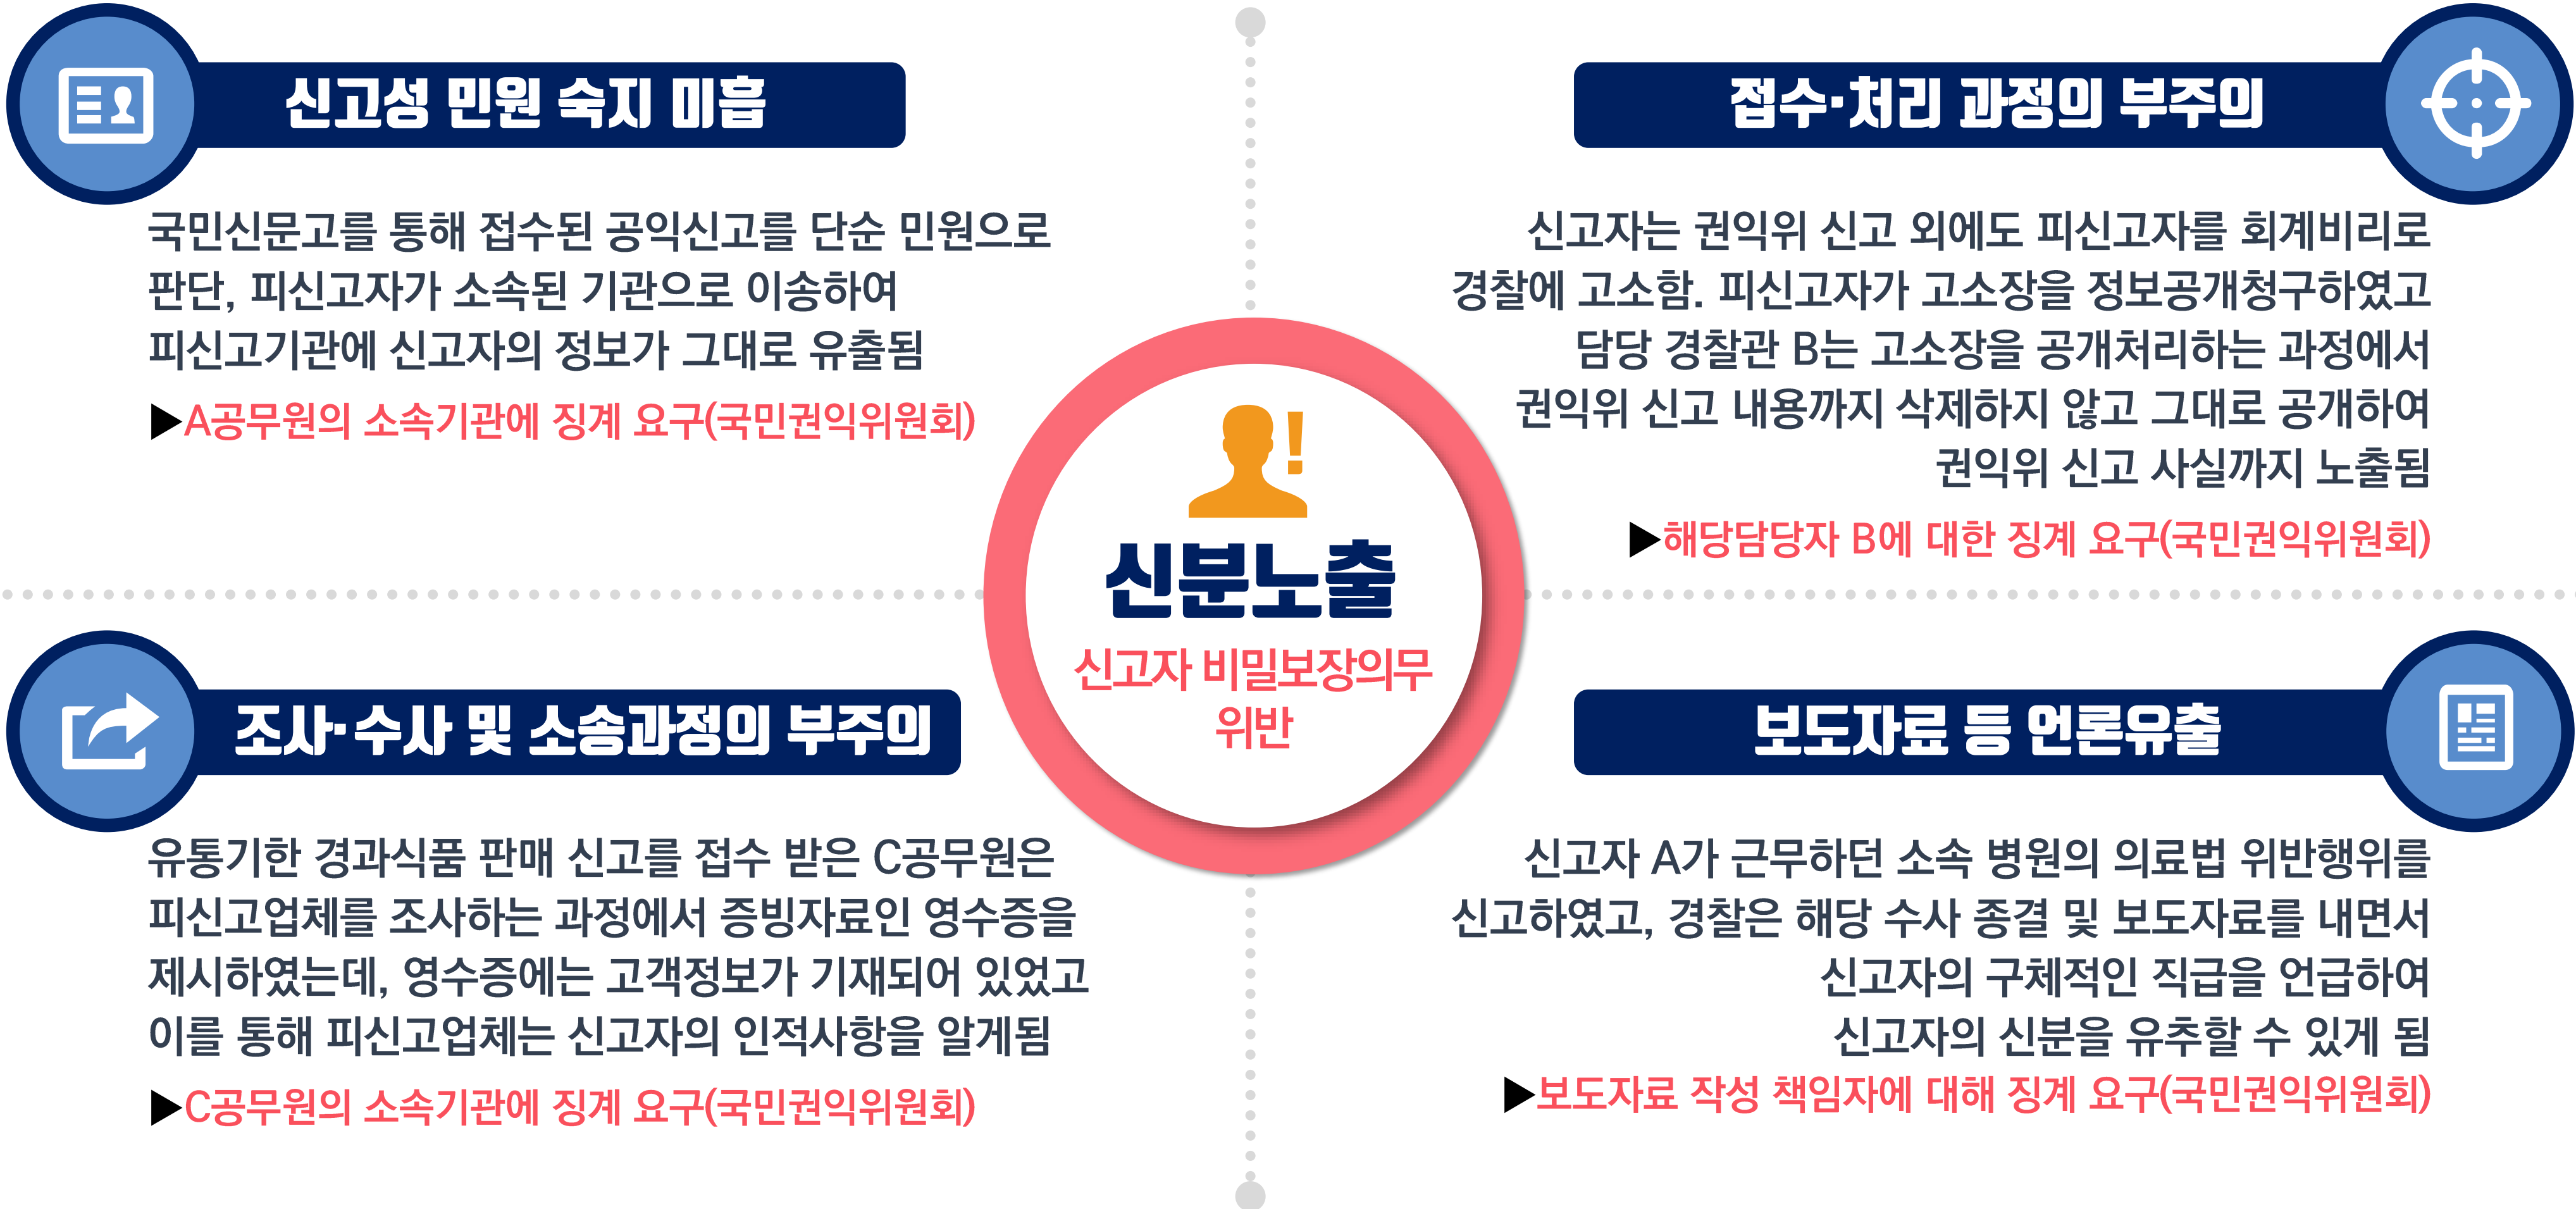 신고성 민원 숙지 미흡
국민신문고를 통해 접수된 공익신고를 단순 민원으로
판단, 피신고자가 소속된 기관으로 이송하여
피신고기관에 신고자의 정보가 그대로 유출됨
▶A공무원의 소속기관에 징계 요구(국민권익위원회)
접수·처리 과정의 부주의
신고자는 권익위 신고 외에도 피신고자를 회계비리로
경찰에 고소함. 피신고자가 고소장을 정보공개청구하였고
담당 경찰관 B는 고소장을 공개처리하는 과정에서
권익위 신고 내용까지 삭제하지 않고 그대로 공개하여
권익위 신고 사실까지 노출됨
▶해당담당자 B에 대한 징계 요구(국민권익위원회)
!
신분노출
신고자 비밀보장의무
위반
조사·수사 및 소송과정의 부주의
유통기한 경과식품 판매 신고를 접수 받은 C공무원은
피신고업체를 조사하는 과정에서 증빙자료인 영수증을
제시하였는데, 영수증에는 고객정보가 기재되어 있었고
이를 통해 피신고업체는 신고자의 인적사항을 알게됨
▶C공무원의 소속기관에 징계 요구(국민권익위원회)
보도자료 등 언론유출
신고자 A가 근무하던 소속 병원의 의료법 위반행위를
신고하였고, 경찰은 해당 수사 종결 및 보도자료를 내면서
신고자의 구체적인 직급을 언급하여
신고자의 신분을 유추할 수 있게 됨
▶보도자료 작성 책임자에 대해 징계 요구(국민권익위원회)